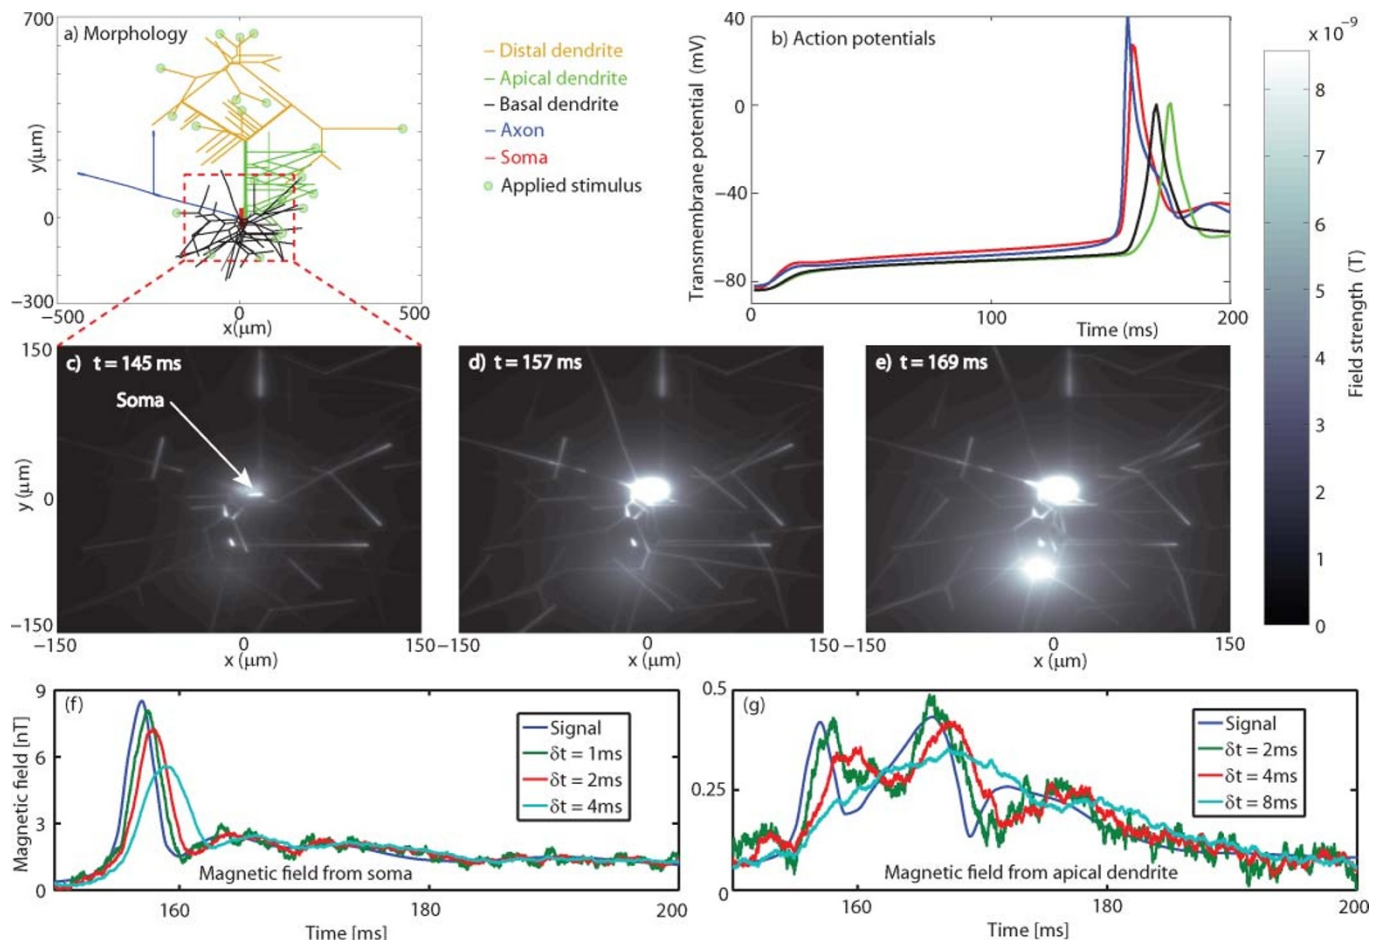 a) Morphology
700
0
−300
y(μm)
−500
0
500
x(μm)
Distal dendrite
Apical dendrite
Basal dendrite
Axon
Soma
Applied stimulus
b) Action potentials
40
0
−40
−80
Transmembrane potential (mV)
0
100
200
Time (ms)
x 10⁻⁹
8
7
6
5
4
3
2
1
0
Field strength (T)
c) t = 145 ms
Soma
150
0
−150
y (μm)
−150
0
150
x (μm)
d) t = 157 ms
0
x (μm)
e) t = 169 ms
−150
0
150
x (μm)
(f)
9
6
3
0
Magnetic field [nT]
Signal
δt = 1ms
δt = 2ms
δt = 4ms
Magnetic field from soma
160
180
200
Time [ms]
(g)
0.5
0.25
0
Signal
δt = 2ms
δt = 4ms
δt = 8ms
Magnetic field from apical dendrite
160
180
200
Time [ms]